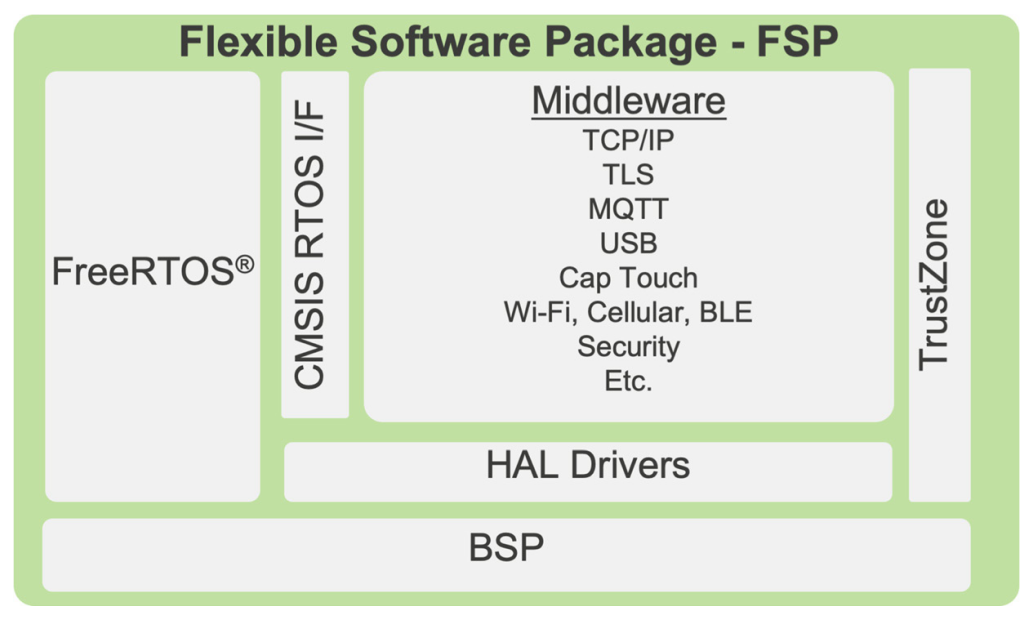 Flexible Software Package - FSP
FreeRTOS®
CMSIS RTOS I/F
Middleware
TCP/IP
TLS
MQTT
USB
Cap Touch
Wi-Fi, Cellular, BLE
Security
Etc.
TrustZone
HAL Drivers
BSP